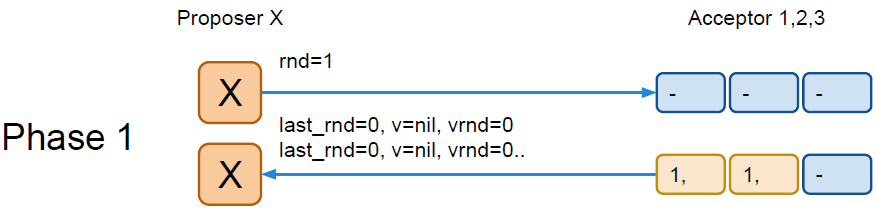 Proposer X
Acceptor 1,2,3
rnd=1
X
-
-
-
Phase 1
last_rnd=0, v=nil, vrnd=0
last_rnd=0, v=nil, vrnd=0..
X
1,
1,
-